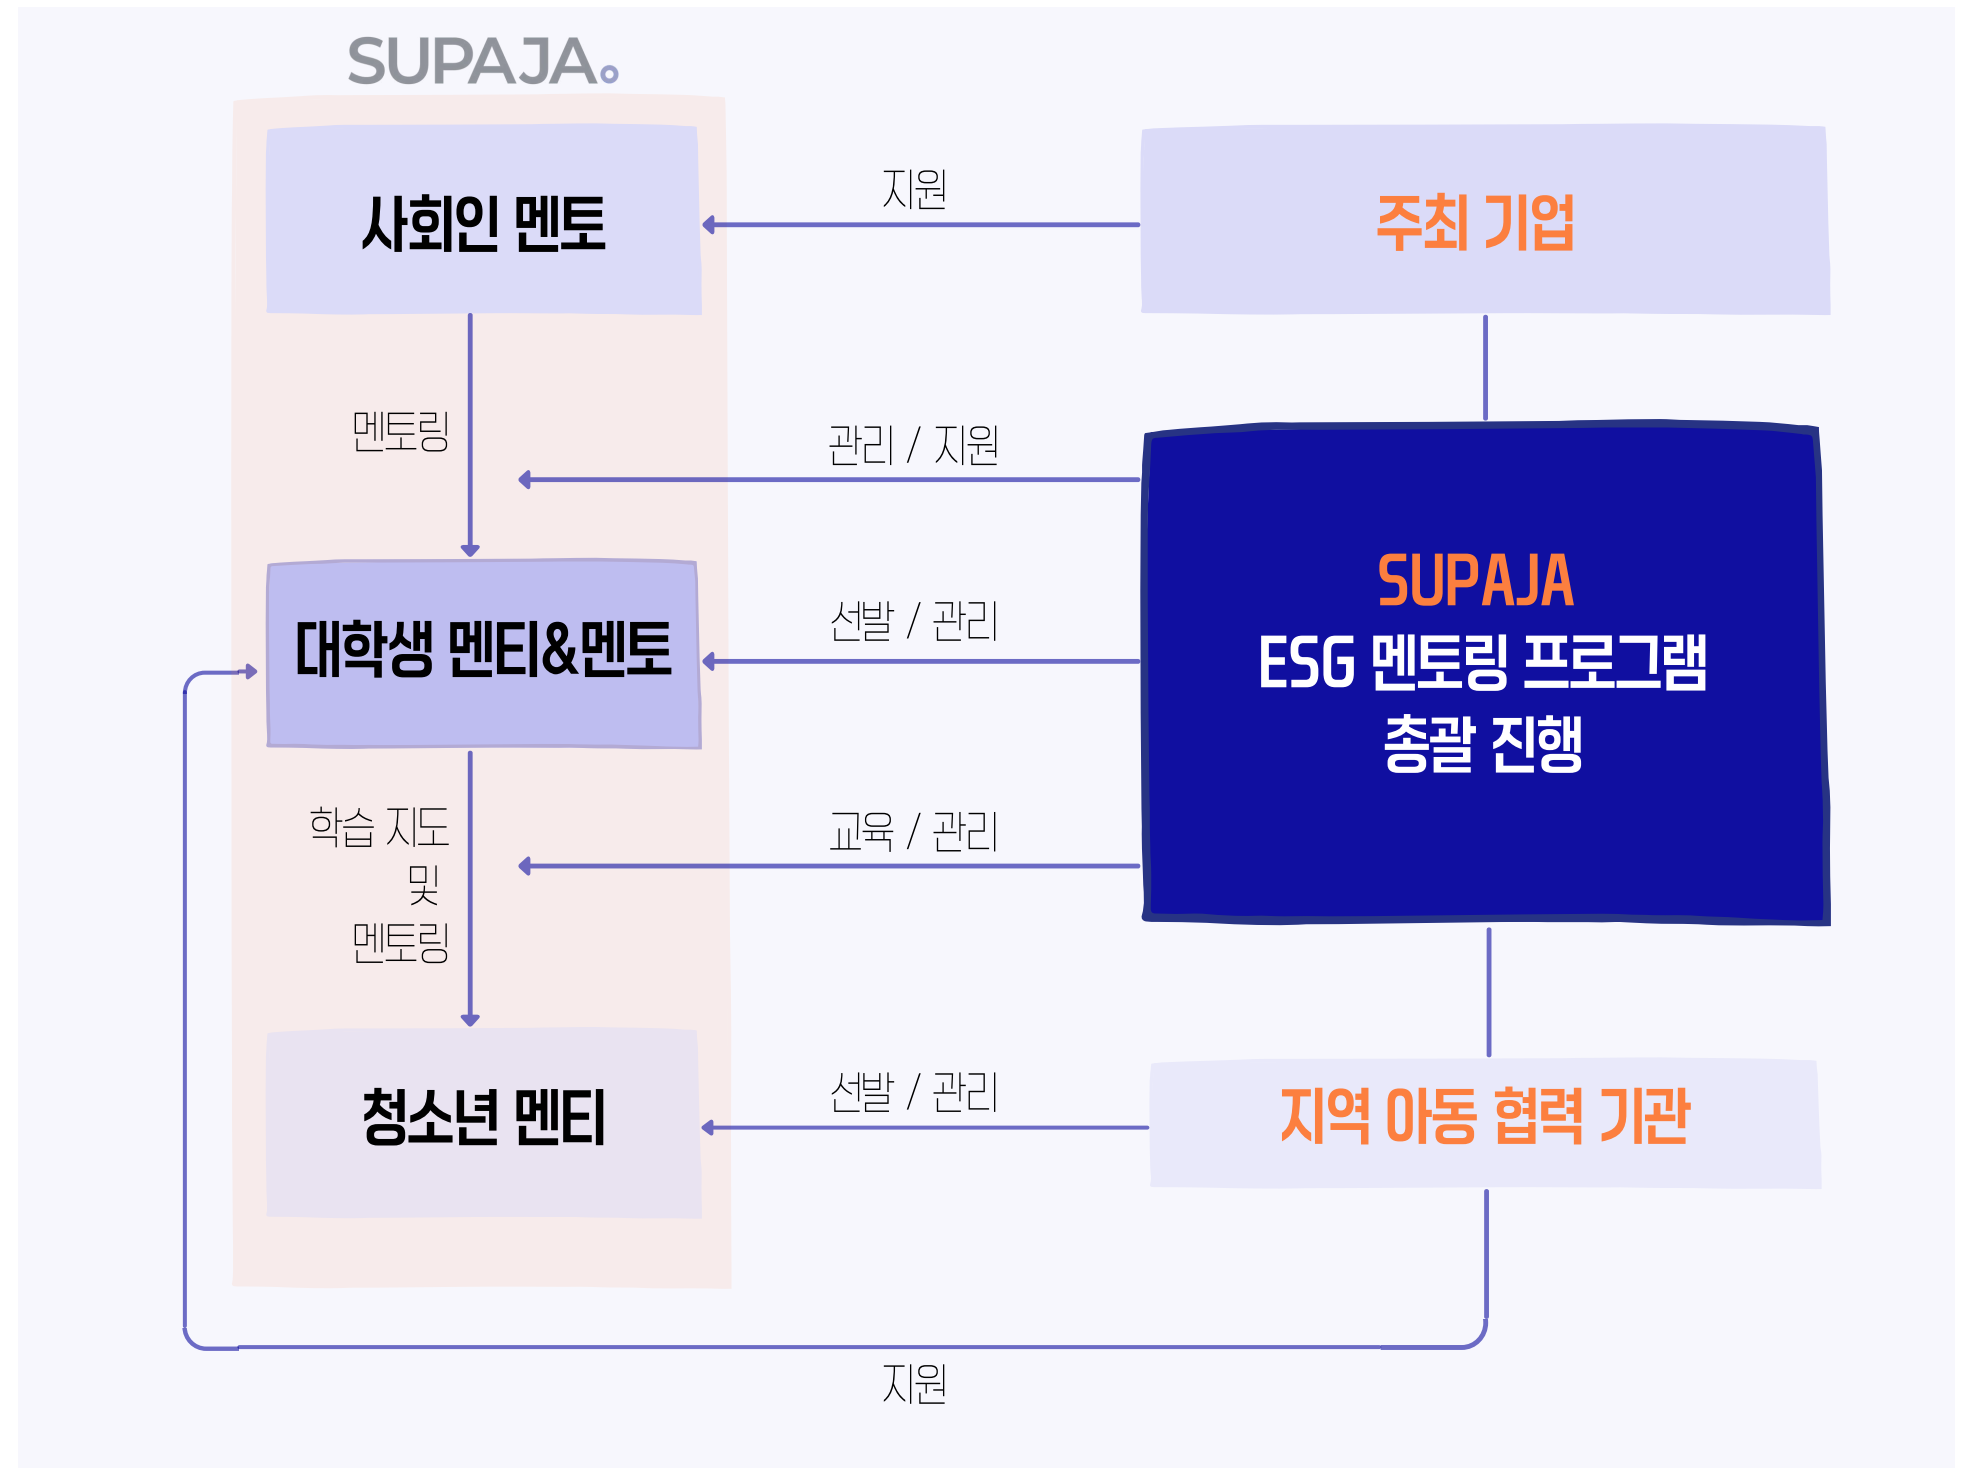 SUPAJA
사회인 멘토
지원
주최 기업
멘토링
관리 / 지원
대학생 멘티&멘토
선발 / 관리
SUPAJA
ESG 멘토링 프로그램
총괄 진행
학습 지도
및
멘토링
교육 / 관리
청소년 멘티
선발 / 관리
지역 아동 협력 기관
지원